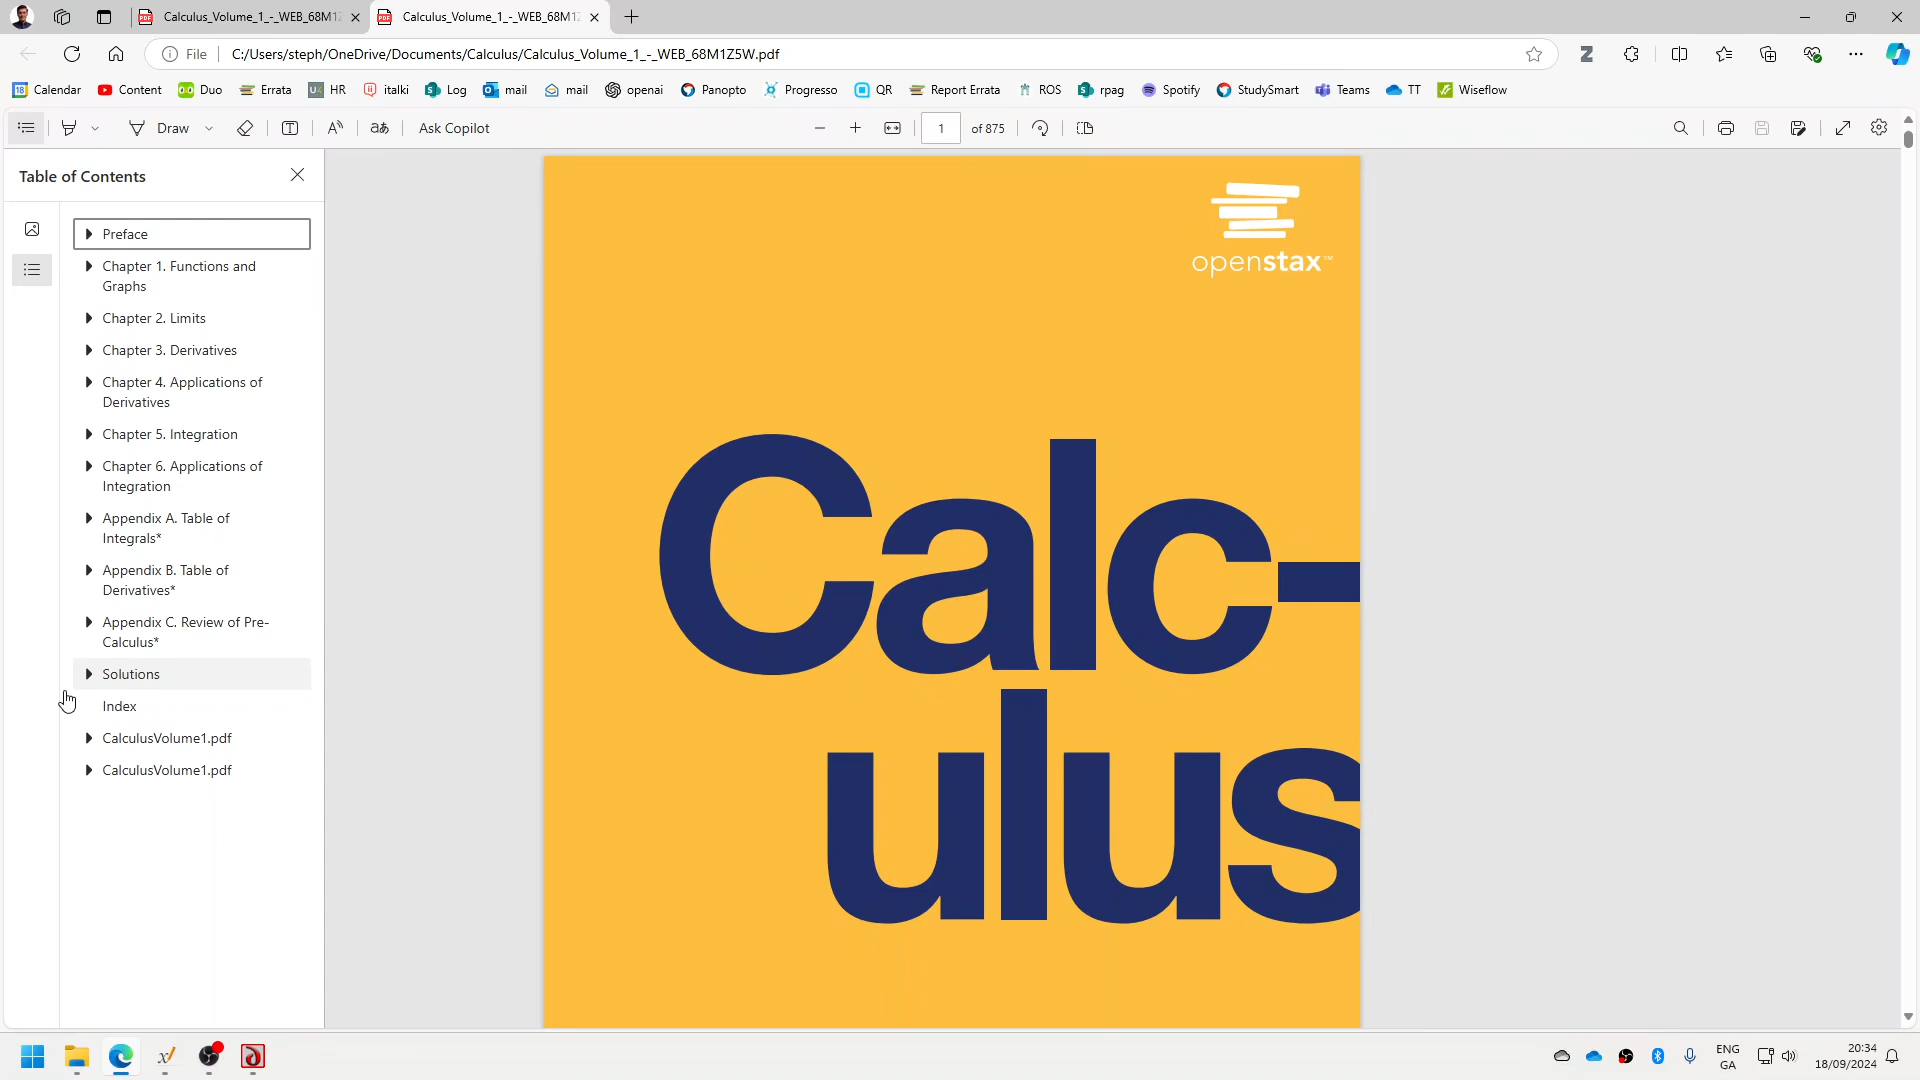 Calculus_Volume_1_-_WEB_68M1Z
Calculus_Volume_1_-_WEB_68M1Z
File
C:/Users/steph/OneDrive/Documents/Calculus/Calculus_Volume_1_-_WEB_68M1Z5W.pdf
Calendar
Content
Duo
Errata
HR
italki
Log
mail
mail
openai
Panopto
Progresso
QR
Report Errata
ROS
rpag
Spotify
StudySmart
Teams
TT
Wiseflow
Draw
Ask Copilot
1 of 875
Table of Contents
Preface
Chapter 1. Functions and
Graphs
Chapter 2. Limits
Chapter 3. Derivatives
Chapter 4. Applications of
Derivatives
Chapter 5. Integration
Chapter 6. Applications of
Integration
Appendix A. Table of
Integrals*
Appendix B. Table of
Derivatives*
Appendix C. Review of Pre-
Calculus*
Solutions
Index
CalculusVolume1.pdf
CalculusVolume1.pdf
openstax™
Calc-
ulus
ENG
GA
20:34
18/09/2024